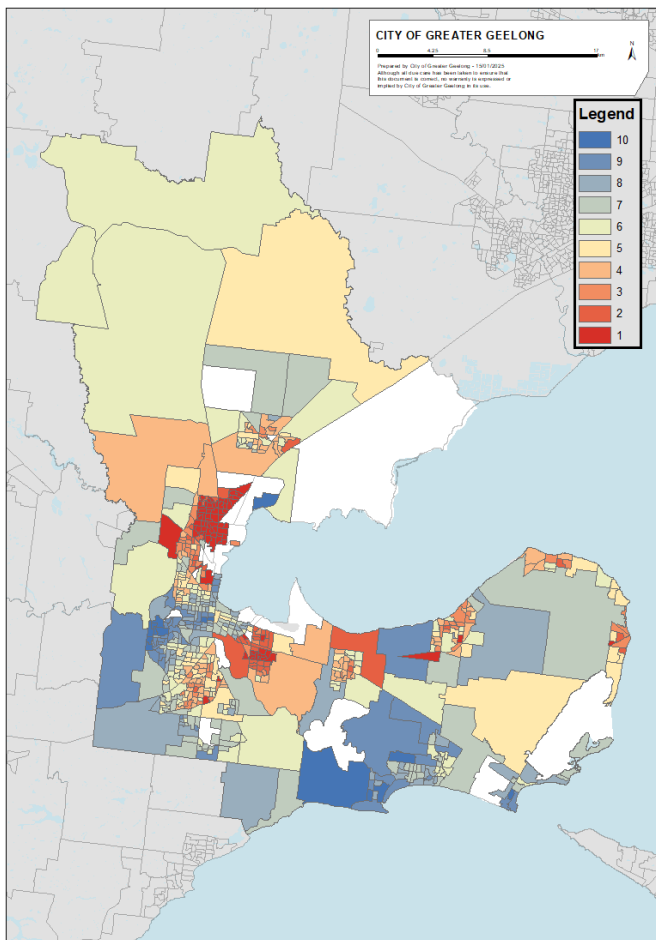 CITY OF GREATER GEELONG
0 4.25 8.5 17
Km
N
Prepared by City of Greater Geelong - 15/07/2025
Although all due care has been taken to ensure that
this document is correct, no warranty is expressed or
implied by City of Greater Geelong in its use.
Legend
10
9
8
7
6
5
4
3
2
1